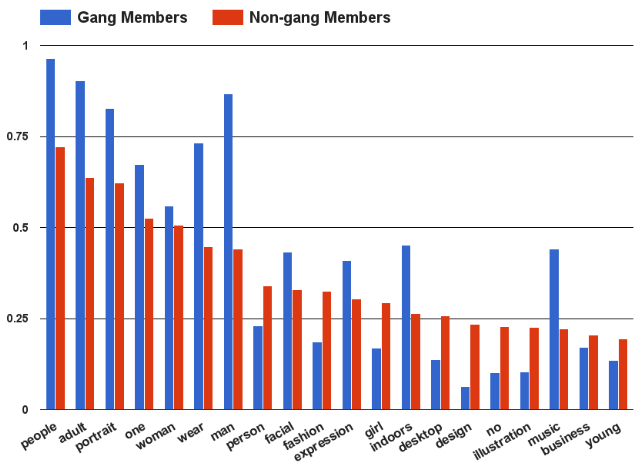 Gang Members Non-gang Members
1
0.75
0.5
0.25
0
people adult portrait one woman wear man person facial fashion expression girl indoors desktop design no illustration music business young